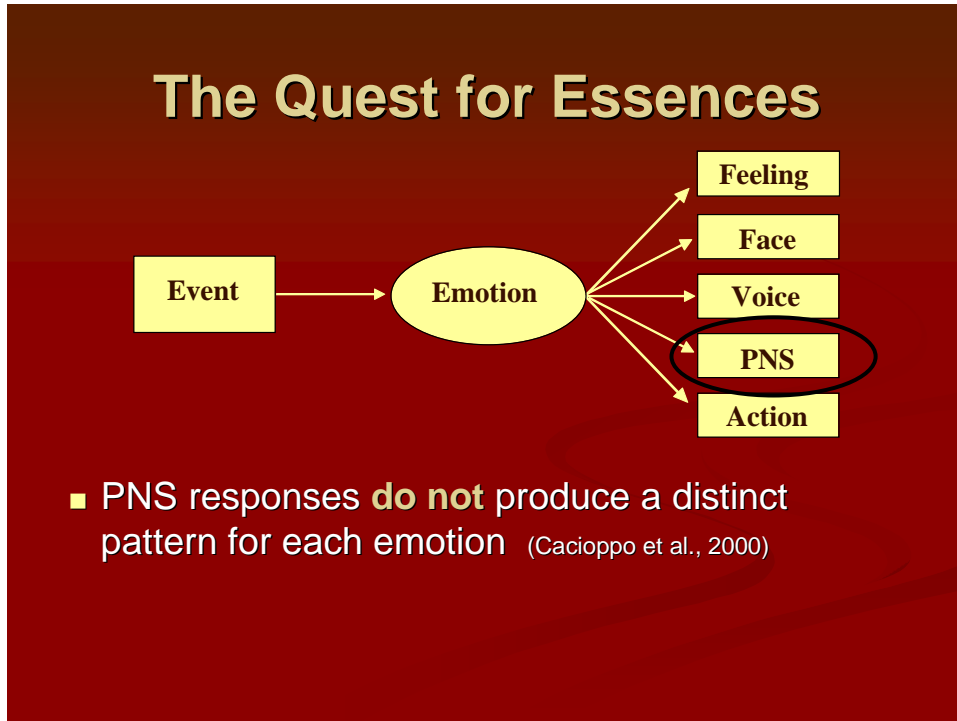 The Quest for Essences
Feeling
Face
Event
Emotion
Voice
PNS
Action
PNS responses do not produce a distinct
pattern for each emotion (Cacioppo et al., 2000)